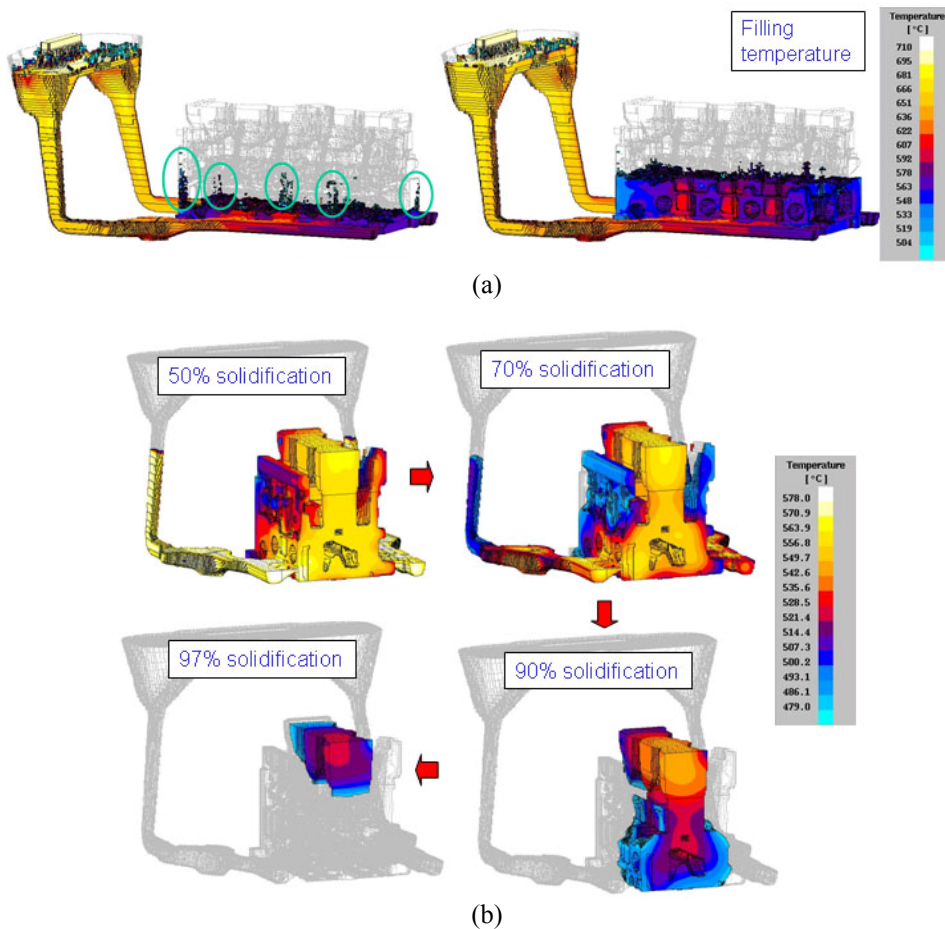 Filling
temperature
Temperature
[ °C ]
710
695
681
666
651
636
622
607
592
578
563
548
533
519
504
(a)
50% solidification
70% solidification
Temperature
[ °C ]
578.0
570.9
563.9
556.8
549.7
542.6
535.6
528.5
521.4
514.4
507.3
500.2
493.1
486.1
479.0
97% solidification
90% solidification
(b)